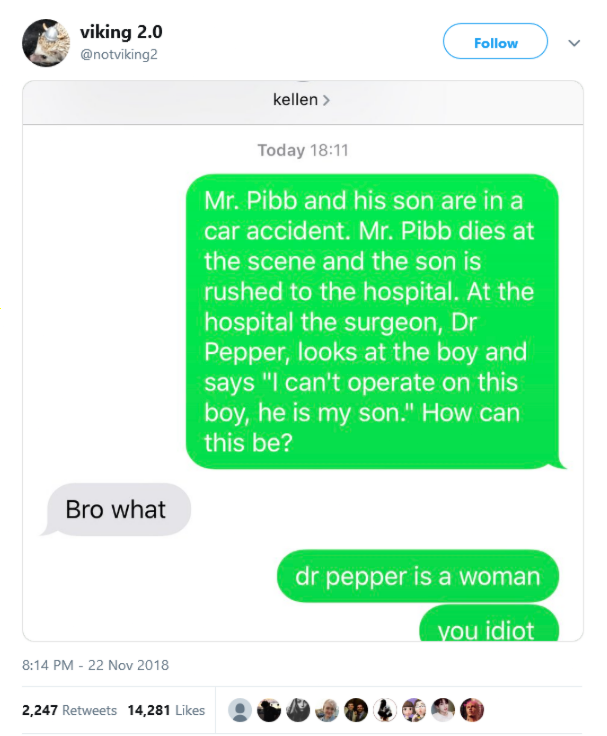 viking 2.0
@notviking2
Follow
kellen >
Today 18:11
Mr. Pibb and his son are in a
car accident. Mr. Pibb dies at
the scene and the son is
rushed to the hospital. At the
hospital the surgeon, Dr
Pepper, looks at the boy and
says "I can't operate on this
boy, he is my son." How can
this be?
Bro what
dr pepper is a woman
you idiot
8:14 PM - 22 Nov 2018
2,247 Retweets 14,281 Likes